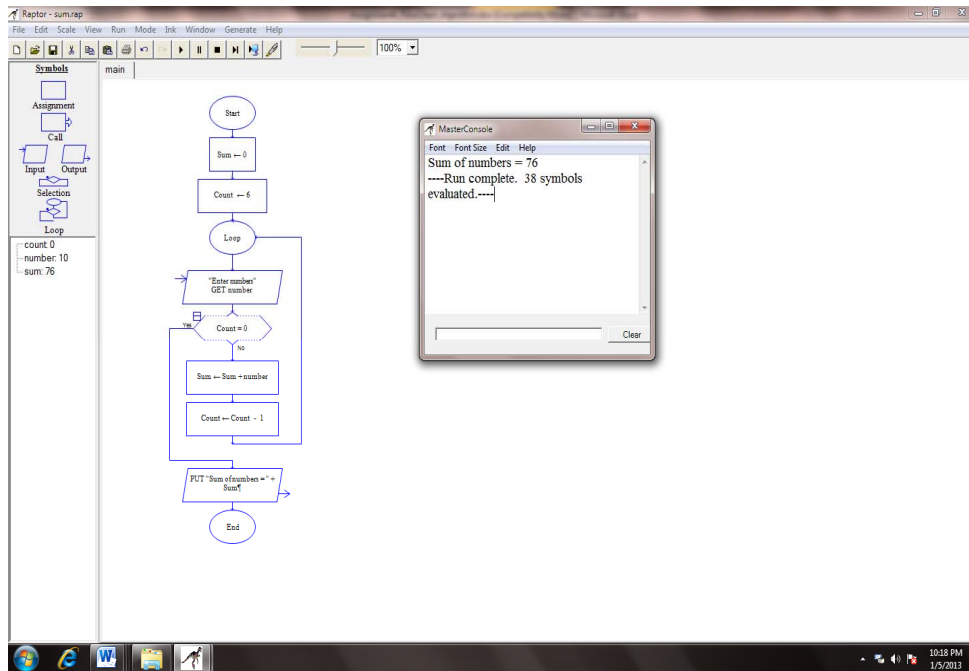 Raptor - sum.rap
File Edit Scale View Run Mode Ink Window Generate Help
100%
Symbols
main
Assignment
Call
Input Output
Selection
Loop
count: 0
number: 10
sum: 76
Start
Sum ← 0
Count ← 6
Loop
"Enter numbers"
GET number
Yes
Count = 0
No
Sum ← Sum + number
Count ← Count - 1
PUT "Sum of numbers =" +
Sum¶
End
MasterConsole
Font Font Size Edit Help
Sum of numbers = 76
----Run complete. 38 symbols
evaluated.----
Clear
10:18 PM
1/5/2013